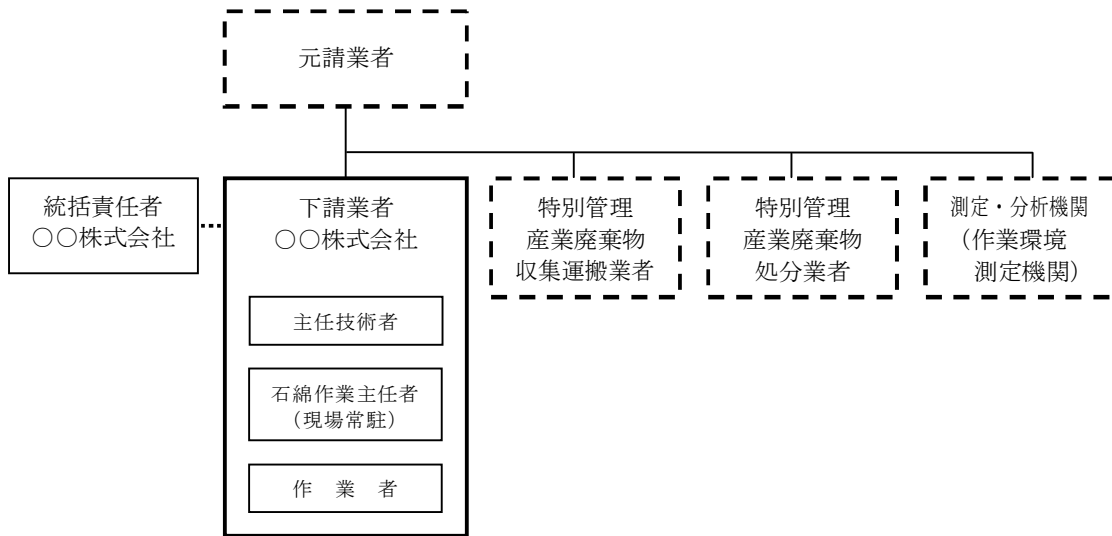 元請業者
統括責任者
○○株式会社
下請業者
○○株式会社
主任技術者
石綿作業主任者
(現場常駐)
作　業　者
特別管理
産業廃棄物
収集運搬業者
特別管理
産業廃棄物
処分業者
測定・分析機関
(作業環境
測定機関)